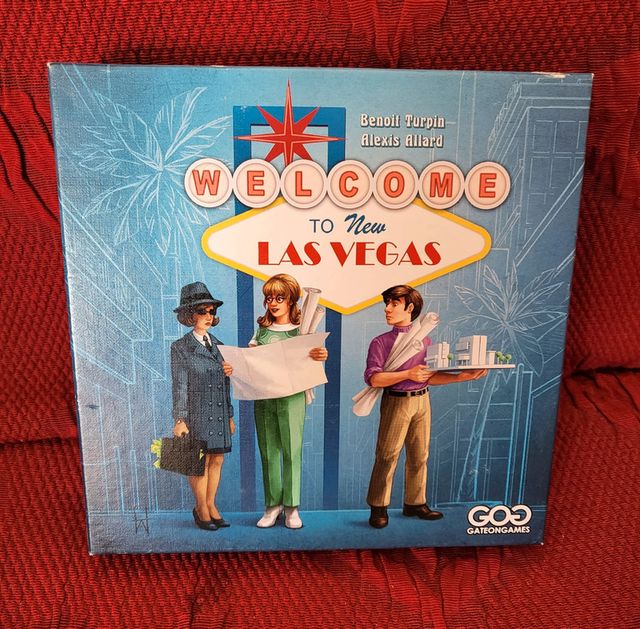 Benoit Turpin
Alexis Allard
WELCOME
TO New
LAS VEGAS
GOG
GATEONGAMES